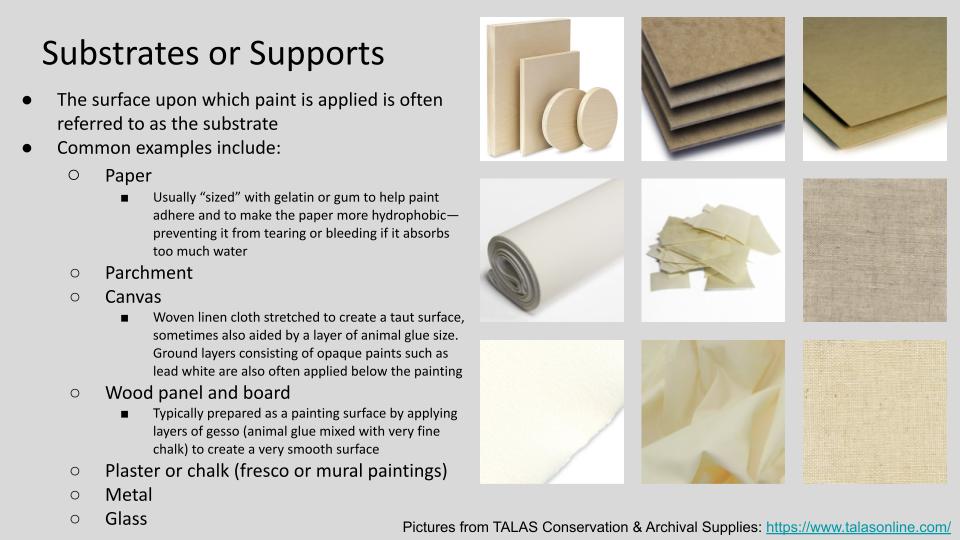 Substrates or Supports
● The surface upon which paint is applied is often
referred to as the substrate
● Common examples include:
○ Paper
■ Usually “sized” with gelatin or gum to help paint
adhere and to make the paper more hydrophobic—
preventing it from tearing or bleeding if it absorbs
too much water
○ Parchment
○ Canvas
■ Woven linen cloth stretched to create a taut surface,
sometimes also aided by a layer of animal glue size.
Ground layers consisting of opaque paints such as
lead white are also often applied below the painting
○ Wood panel and board
■ Typically prepared as a painting surface by applying
layers of gesso (animal glue mixed with very fine
chalk) to create a very smooth surface
○ Plaster or chalk (fresco or mural paintings)
○ Metal
○ Glass
Pictures from TALAS Conservation & Archival Supplies: https://www.talasonline.com/